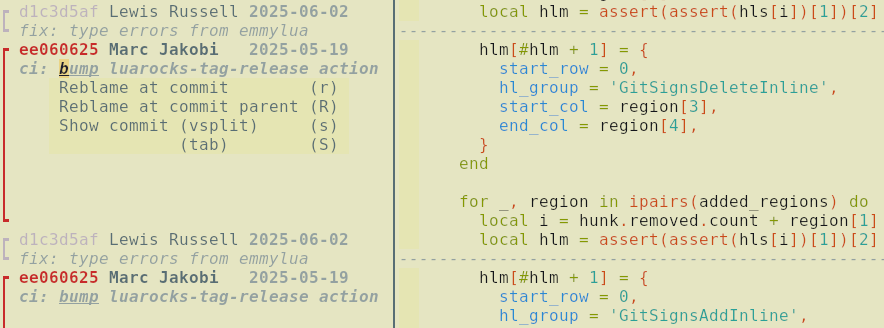 d1c3d5af Lewis Russell 2025-06-02
fix: type errors from emmylua
ee060625 Marc Jakobi   2025-05-19
ci: bump luarocks-tag-release action
Reblame at commit        (r)
Reblame at commit parent (R)
Show commit (vsplit)     (s)
            (tab)        (S)
d1c3d5af Lewis Russell 2025-06-02
fix: type errors from emmylua
ee060625 Marc Jakobi   2025-05-19
ci: bump luarocks-tag-release action
local hlm = assert(assert(hls[i])[1])[2]
hlm[#hlm + 1] = {
  start_row = 0,
  hl_group = 'GitSignsDeleteInline',
  start_col = region[3],
  end_col = region[4],
}
end
for _, region in ipairs(added_regions) do
  local i = hunk.removed.count + region[1]
  local hlm = assert(assert(hls[i])[1])[2]
  hlm[#hlm + 1] = {
    start_row = 0,
    hl_group = 'GitSignsAddInline',